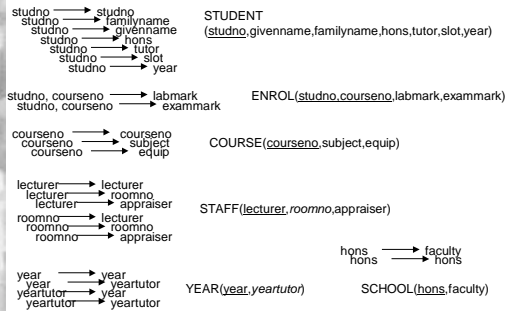 studno → studno
studno → familyname
studno → givenname
studno → hons
studno → tutor
studno → slot
studno → year
STUDENT
(studno,givenname,familyname,hons,tutor,slot,year)
studno, courseno → labmark
studno, courseno → exammark
ENROL(studno,courseno,labmark,exammark)
courseno → courseno
courseno → subject
courseno → equip
COURSE(courseno,subject,equip)
lecturer → lecturer
lecturer → roomno
lecturer → appraiser
roomno → lecturer
roomno → roomno
roomno → appraiser
STAFF(lecturer,roomno,appraiser)
hons → faculty
hons → hons
year → year
year → yeartutor
yeartutor → year
yeartutor → yeartutor
YEAR(year,yeartutor)
SCHOOL(hons,faculty)